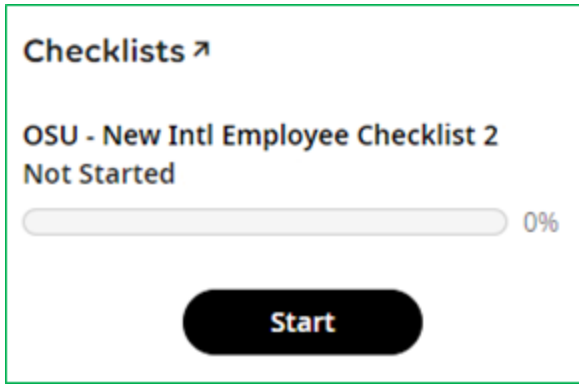 Checklists ↗
OSU - New Intl Employee Checklist 2
Not Started
0%
Start